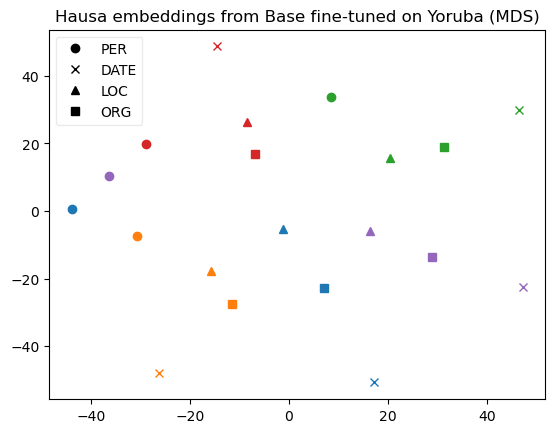 Hausa embeddings from Base fine-tuned on Yoruba (MDS)
PER
DATE
LOC
ORG
40
20
0
−20
−40
−40
−20
0
20
40